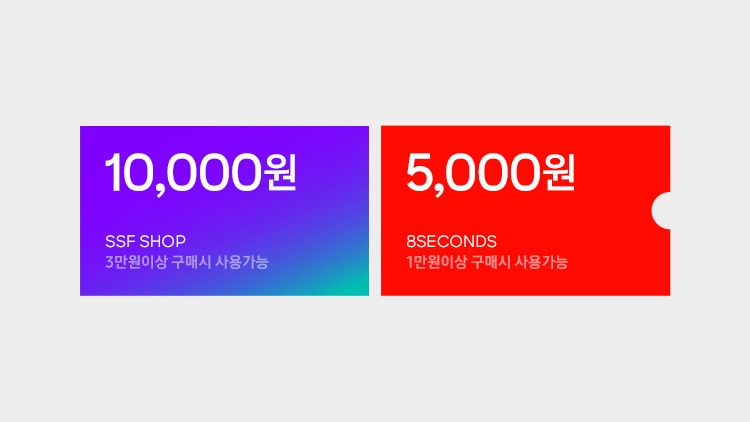 10,000원
SSF SHOP
3만원이상 구매시 사용가능
5,000원
8SECONDS
1만원이상 구매시 사용가능